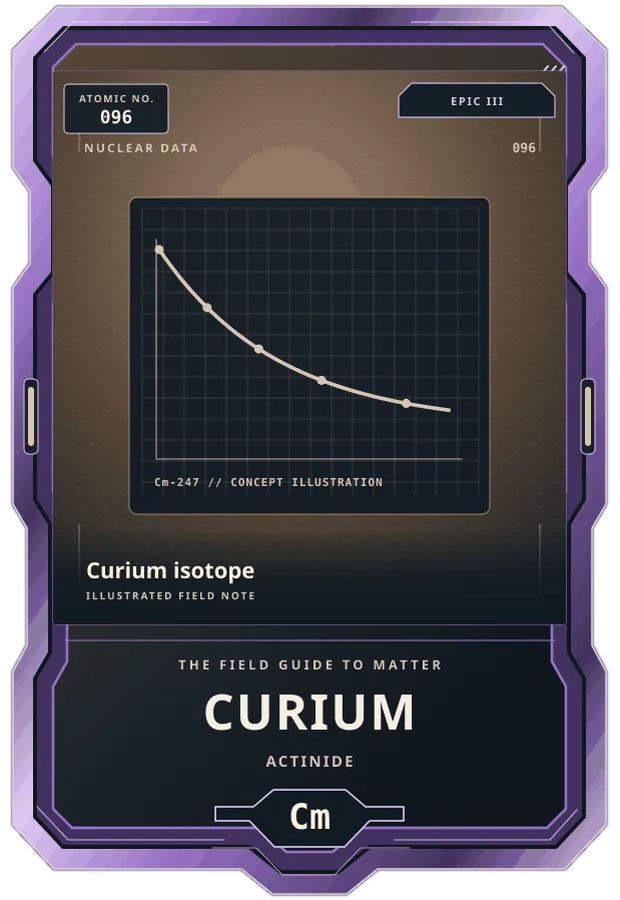 ATOMIC NO.
096
EPIC III
NUCLEAR DATA
096
Cm-247 // CONCEPT ILLUSTRATION
Curium isotope
ILLUSTRATED FIELD NOTE
THE FIELD GUIDE TO MATTER
CURIUM
ACTINIDE
Cm